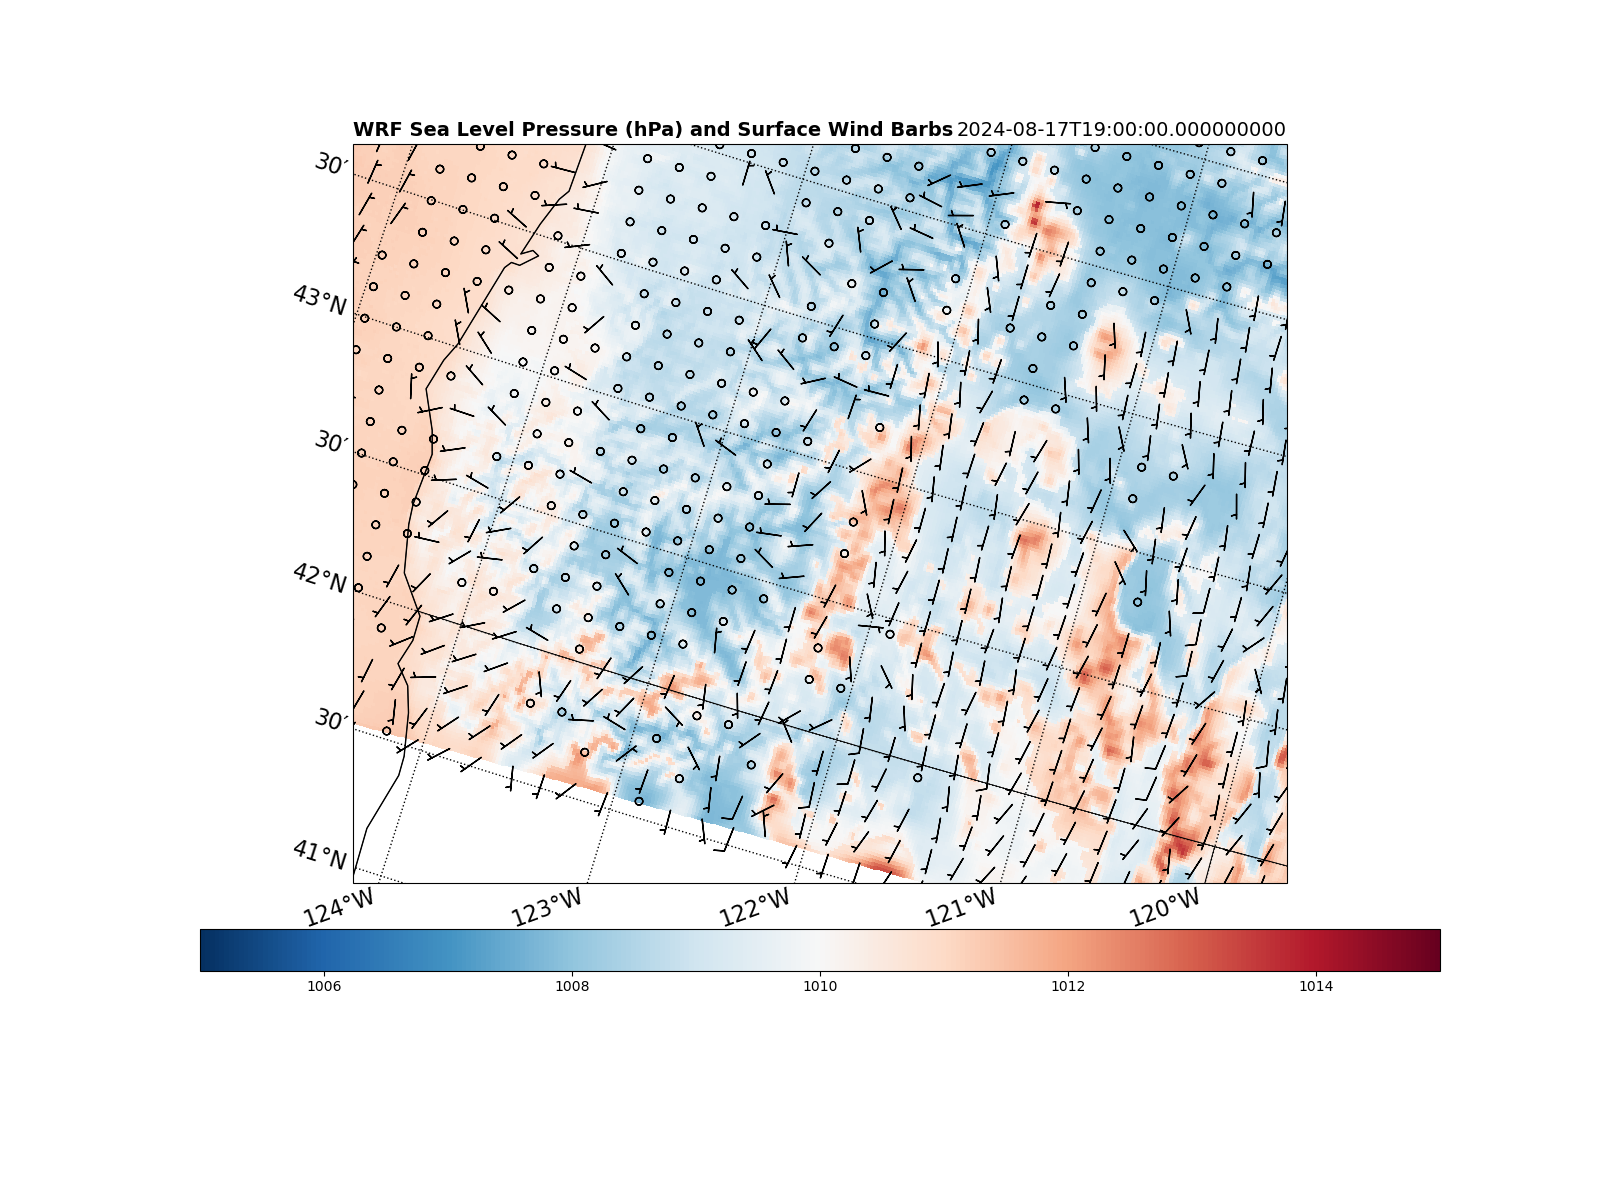 WRF Sea Level Pressure (hPa) and Surface Wind Barbs 2024-08-17T19:00:00.000000000
30′
43°N
30′
42°N
30′
41°N
124°W 123°W 122°W 121°W 120°W
1006 1008 1010 1012 1014